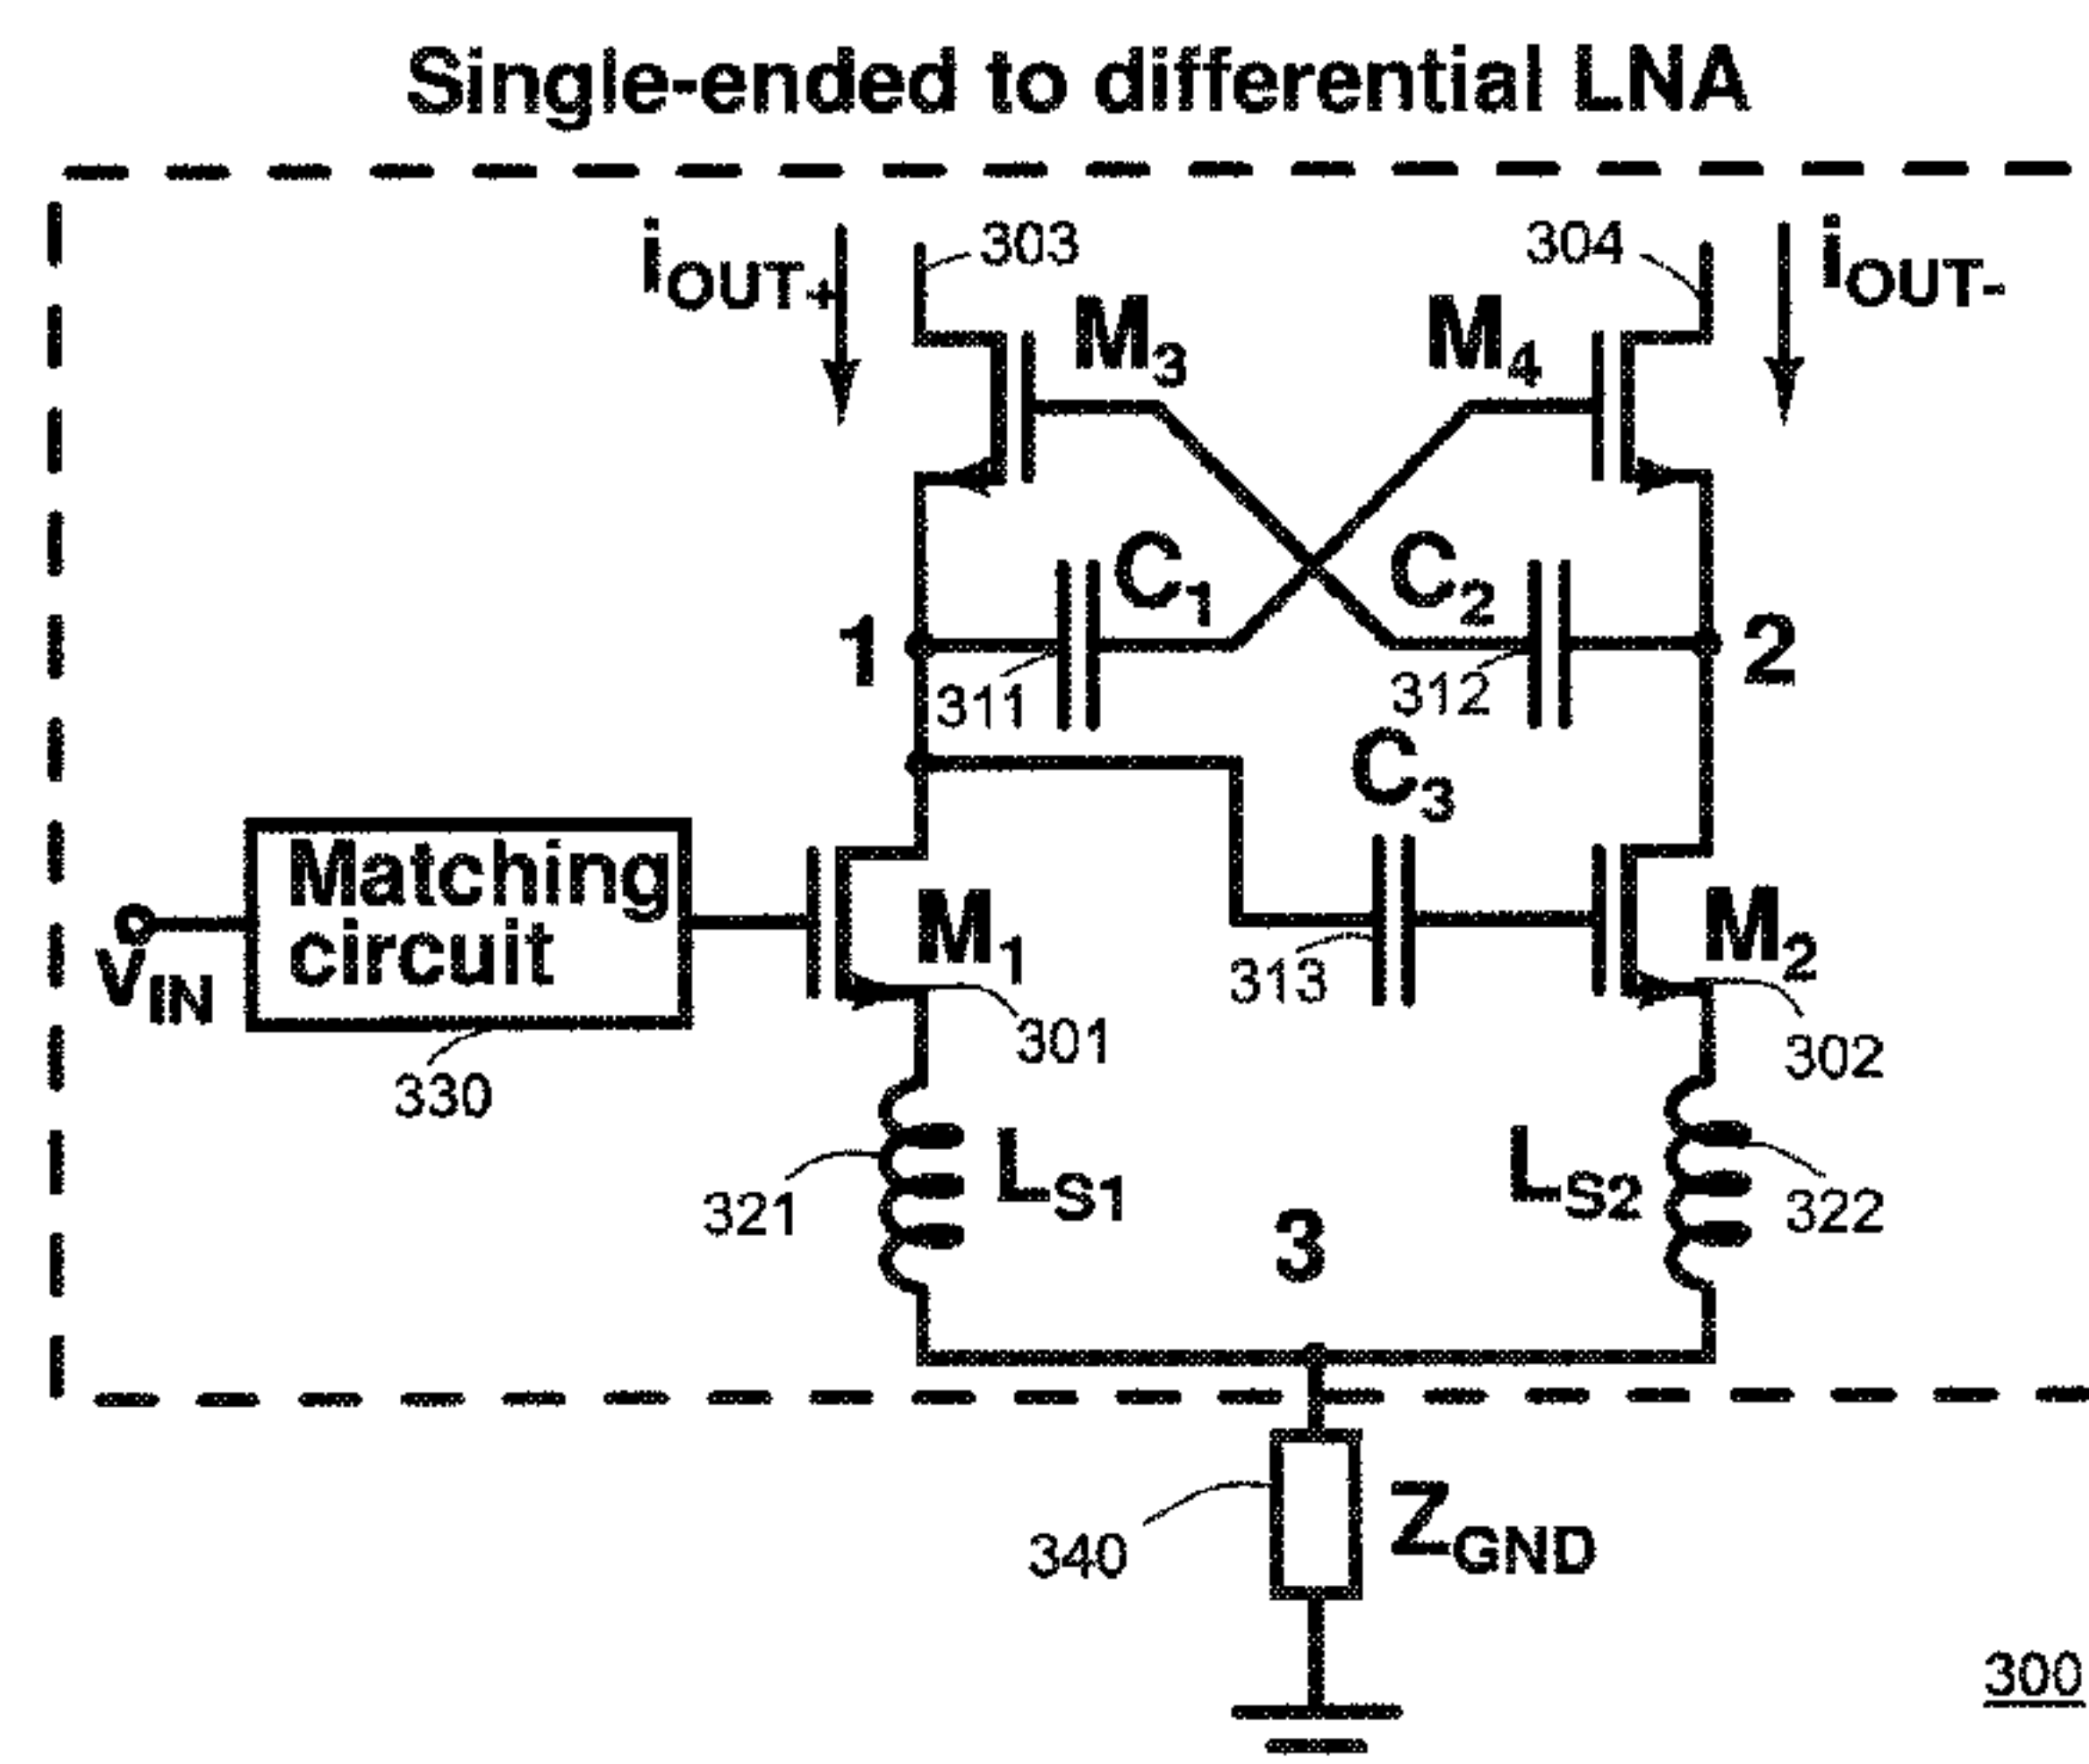 Single-ended to differential LNA
iOUT+ 303 304 iOUT-
M3 M4
C1 C2
1 2
311 312
C3
Matching circuit
M1 M2
VIN
313
301 302
330
LS1 LS2
321 322
3
340 ZGND
300